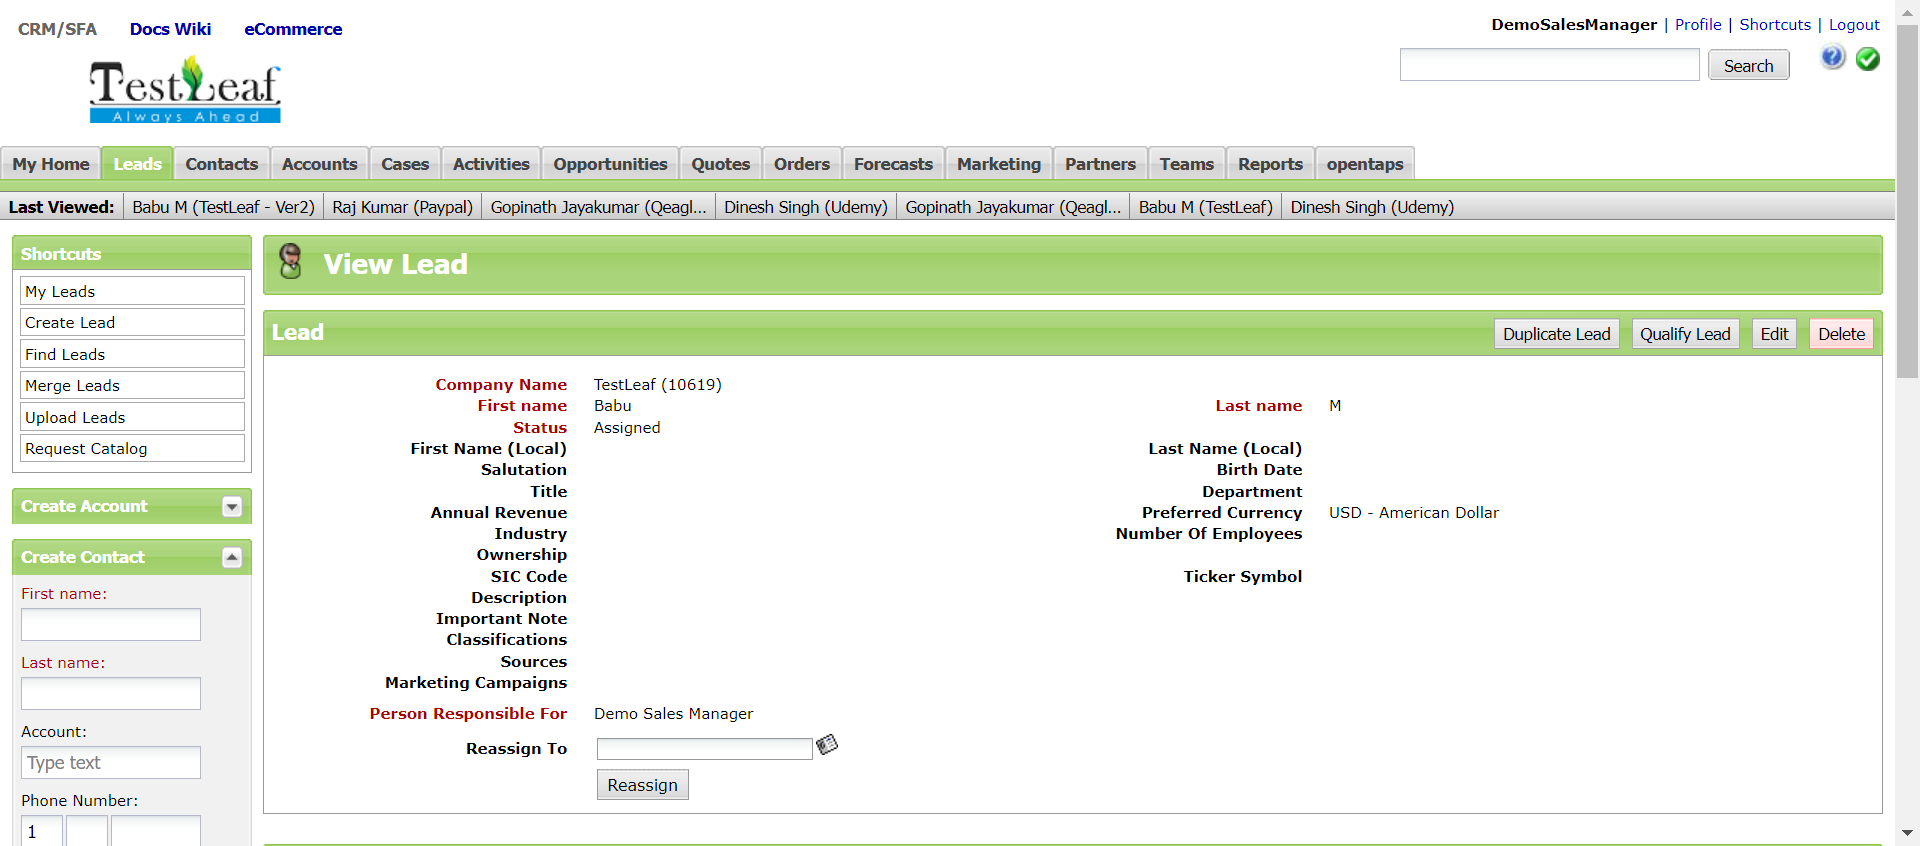 CRM/SFA Docs Wiki eCommerce
DemoSalesManager | Profile | Shortcuts | Logout
Search
TestLeaf
Always Ahead
My Home Leads Contacts Accounts Cases Activities Opportunities Quotes Orders Forecasts Marketing Partners Teams Reports opentaps
Last Viewed: Babu M (TestLeaf - Ver2) Raj Kumar (Paypal) Gopinath Jayakumar (Qeagl... Dinesh Singh (Udemy) Gopinath Jayakumar (Qeagl... Babu M (TestLeaf) Dinesh Singh (Udemy)
Shortcuts
My Leads
Create Lead
Find Leads
Merge Leads
Upload Leads
Request Catalog
Create Account
Create Contact
First name:
Last name:
Account:
Type text
Phone Number:
1
View Lead
Lead
Duplicate Lead Qualify Lead Edit Delete
Company Name TestLeaf (10619)
First name Babu Last name M
Status Assigned
First Name (Local) Last Name (Local)
Salutation Birth Date
Title Department
Annual Revenue Preferred Currency USD - American Dollar
Industry Number Of Employees
Ownership
SIC Code Ticker Symbol
Description
Important Note
Classifications
Sources
Marketing Campaigns
Person Responsible For Demo Sales Manager
Reassign To
Reassign